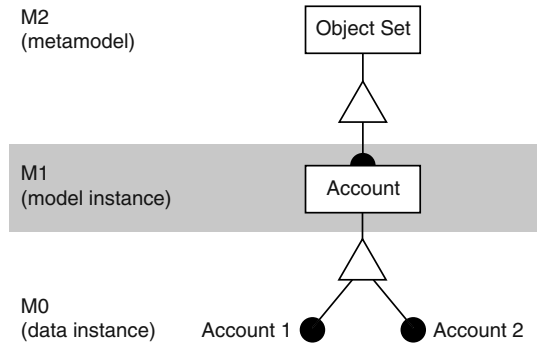 M2
(metamodel)
Object Set
M1
(model instance)
Account
M0
(data instance)
Account 1
Account 2